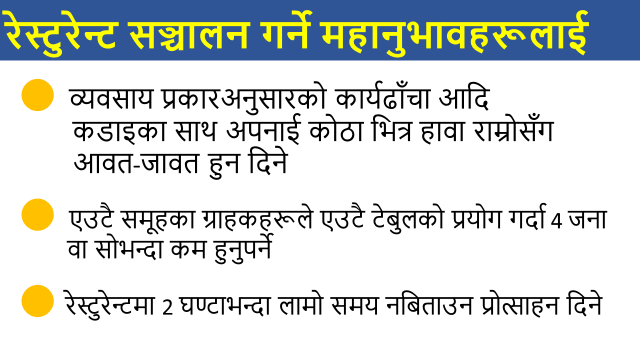 रेस्टुरेन्ट सञ्चालन गर्ने महानुभावहरूलाई
व्यवसाय प्रकारअनुसारको कार्यढाँचा आदि
कडाइका साथ अपनाई कोठा भित्र हावा राम्रोसँग
आवत-जावत हुन दिने
एउटै समूहका ग्राहकहरूले एउटै टेबुलको प्रयोग गर्दा 4 जना
वा सोभन्दा कम हुनुपर्ने
रेस्टुरेन्टमा 2 घण्टाभन्दा लामो समय नबिताउन प्रोत्साहन दिने